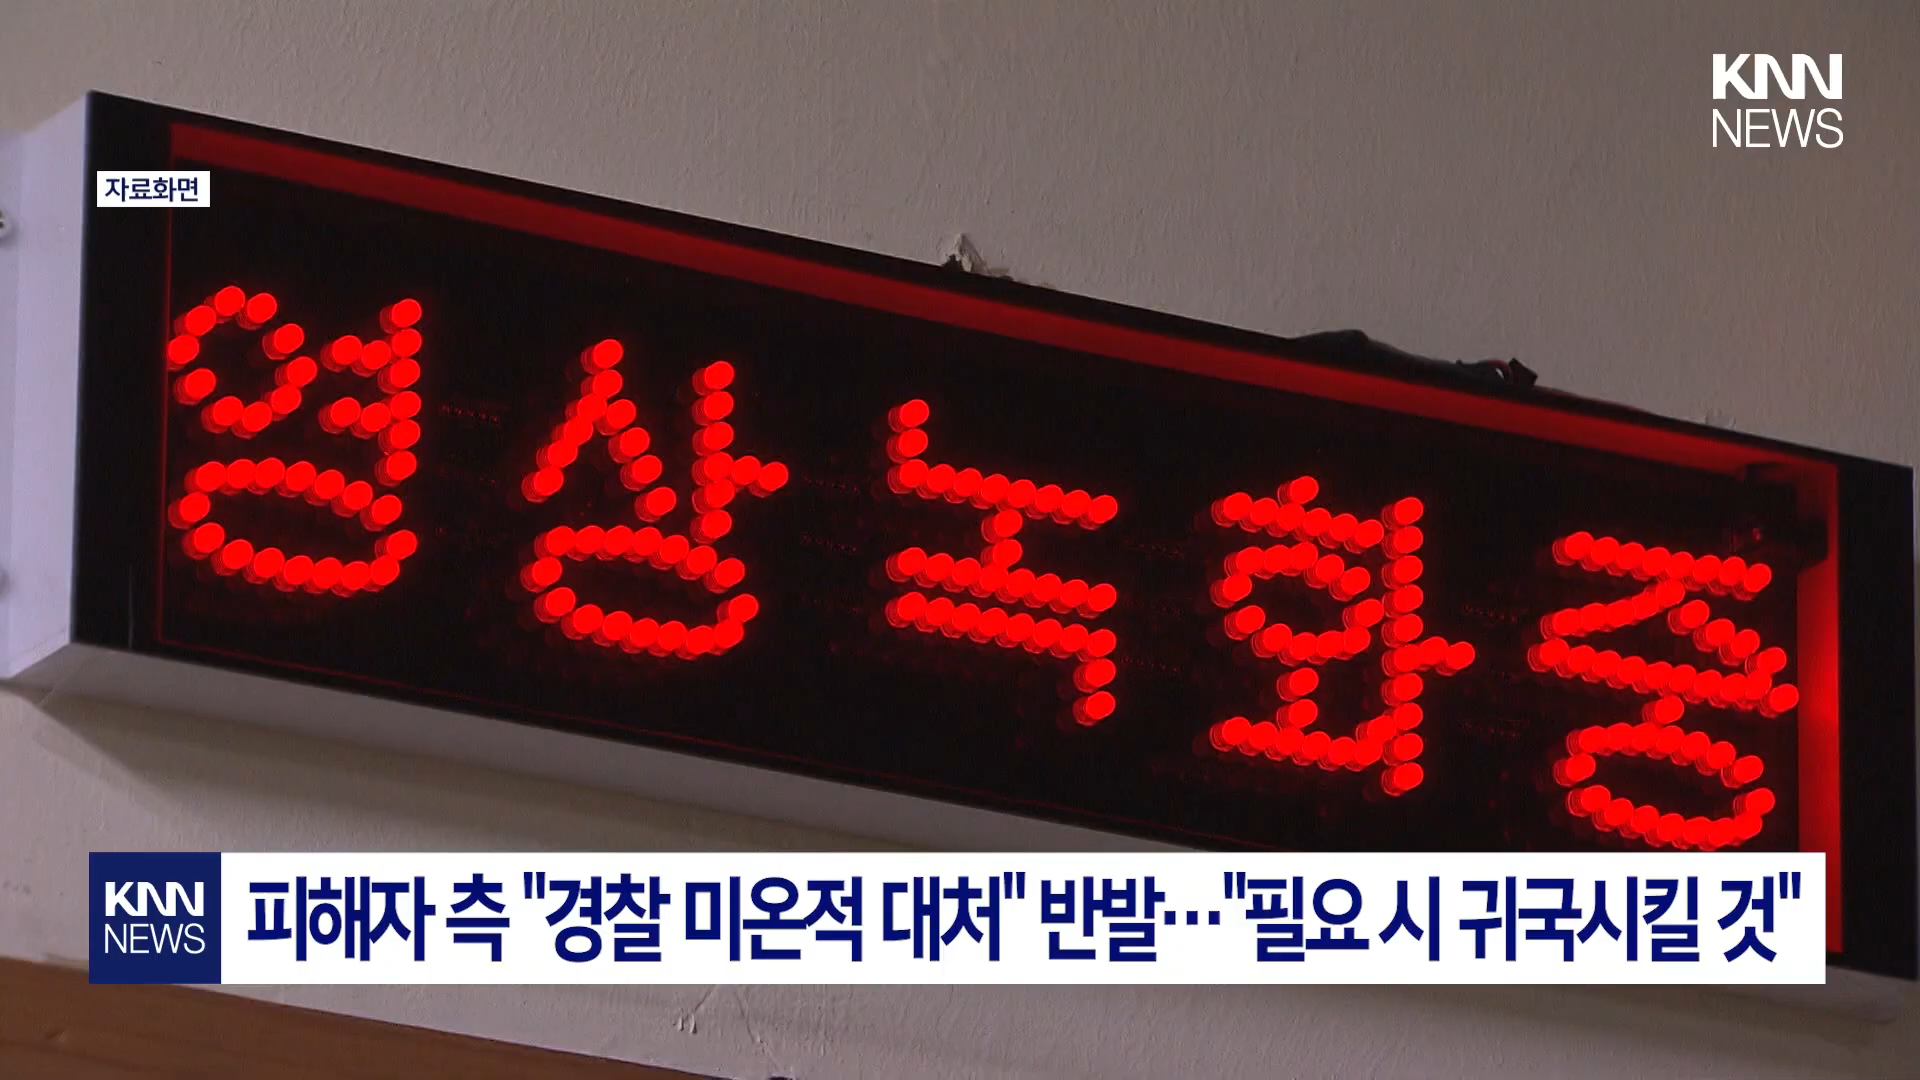 KNN
NEWS
자료화면
영상녹화중
KNN
NEWS
피해자 측 "경찰 미온적 대처" 반발…"필요 시 귀국시킬 것"